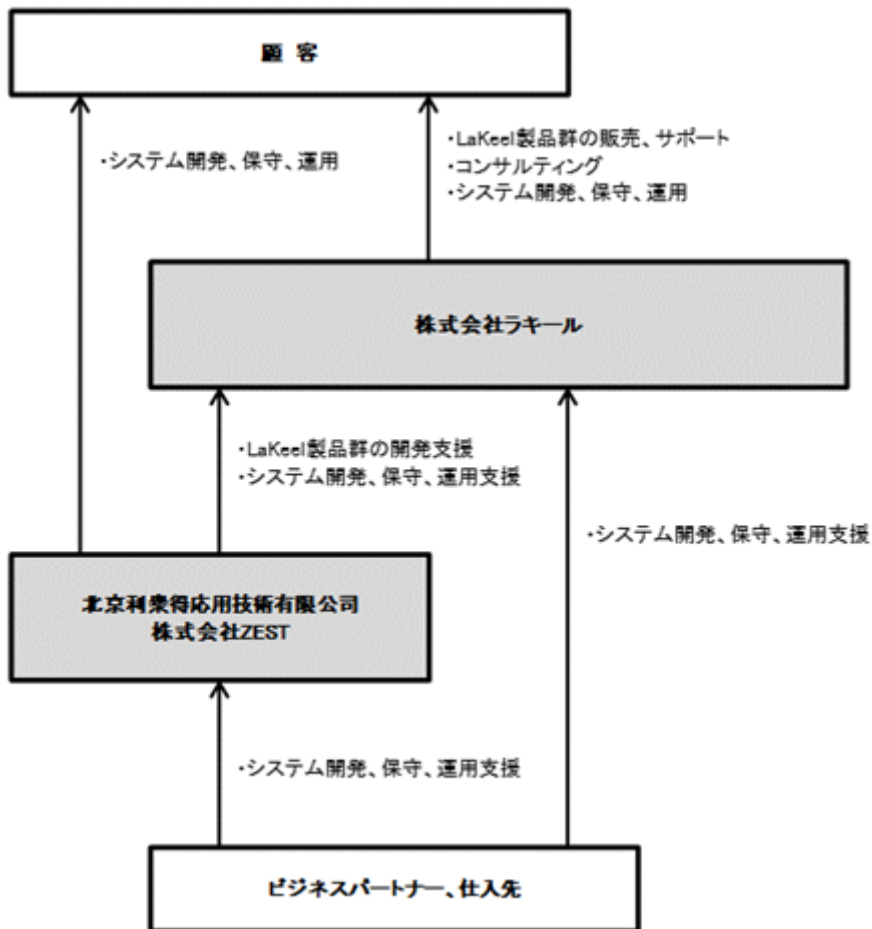 顧 客
・システム開発、保守、運用
・LaKeel製品群の販売、サポート
・コンサルティング
・システム開発、保守、運用
株式会社ラキール
・LaKeel製品群の開発支援
・システム開発、保守、運用支援
・システム開発、保守、運用支援
北京利衆得応用技術有限公司
株式会社ZEST
・システム開発、保守、運用支援
ビジネスパートナー、仕入先